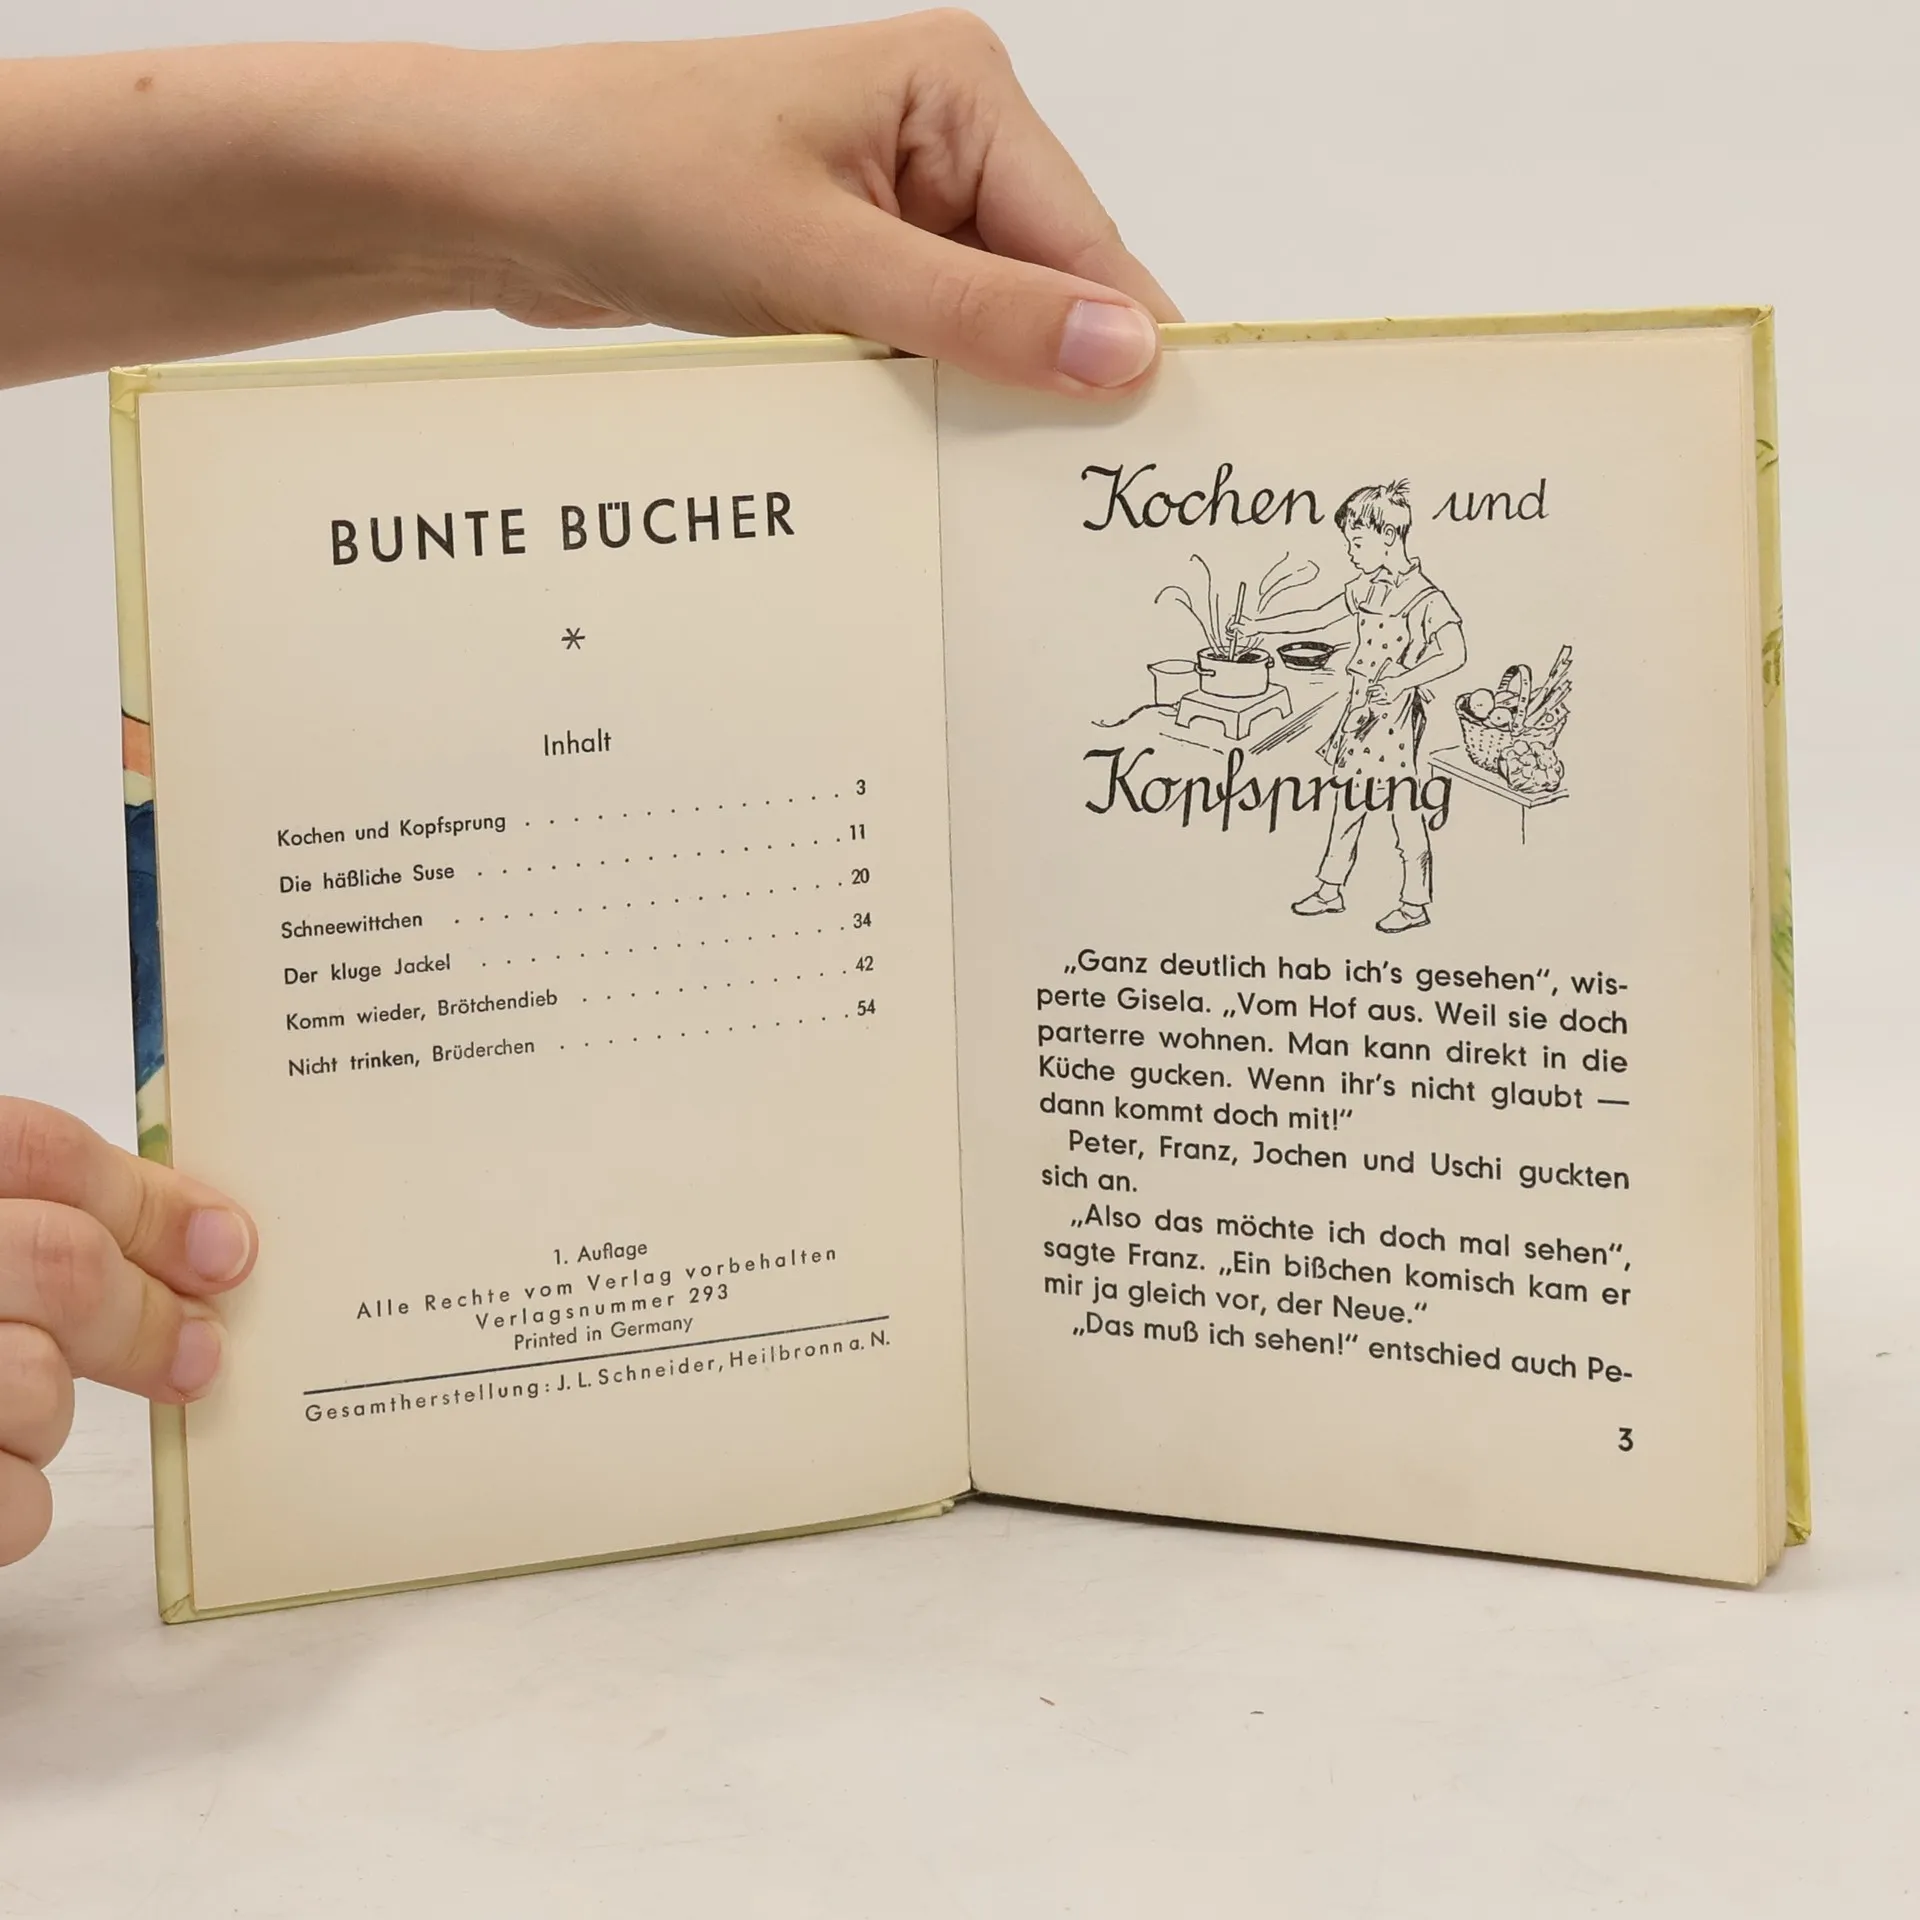 BUNTE BÜCHER
*
Inhalt
Kochen und Kopfsprung . . . . . . . . . . . . . 3
Die häßliche Suse . . . . . . . . . . . . . . . 11
Schneewittchen . . . . . . . . . . . . . . . . 20
Der kluge Jackel . . . . . . . . . . . . . . . 34
Komm wieder, Brötchendieb . . . . . . . . . . . 42
Nicht trinken, Brüderchen . . . . . . . . . . . . 54
1. Auflage
Alle Rechte vom Verlag vorbehalten
Verlagsnummer 293
Printed in Germany
Gesamtherstellung: J. L. Schneider, Heilbronn a. N.
Kochen und
Kopfsprung
„Ganz deutlich hab ich's gesehen“, wis-
perte Gisela. „Vom Hof aus. Weil sie doch
parterre wohnen. Man kann direkt in die
Küche gucken. Wenn ihr's nicht glaubt —
dann kommt doch mit!“
Peter, Franz, Jochen und Uschi guckten
sich an.
„Also das möchte ich doch mal sehen“,
sagte Franz. „Ein bißchen komisch kam er
mir ja gleich vor, der Neue.“
„Das muß ich sehen!“ entschied auch Pe-
3